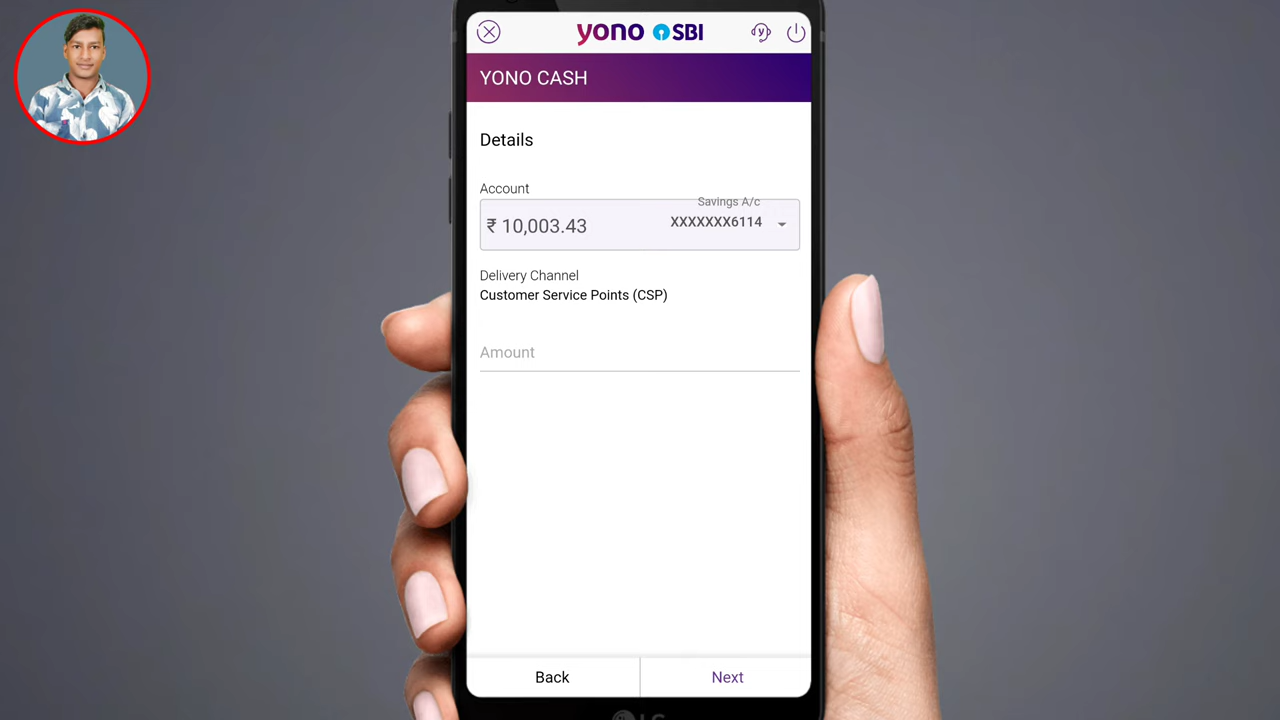 yono SBI
YONO CASH
Details
Account
Savings A/c
₹ 10,003.43
XXXXXXX6114
Delivery Channel
Customer Service Points (CSP)
Amount
Back
Next